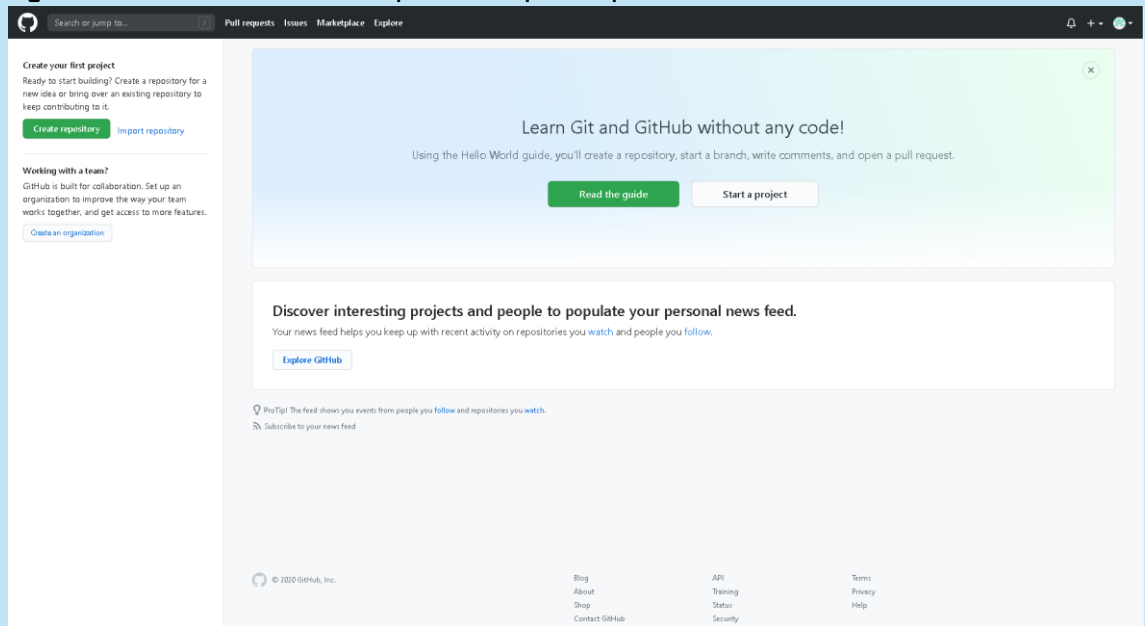 Search or jump to... /
Pull requests Issues Marketplace Explore
Create your first project
Ready to start building? Create a repository for a
new idea or bring over an existing repository to
keep contributing to it.
Create repository Import repository
Working with a team?
GitHub is built for collaboration. Set up an
organization to improve the way your team
works together, and get access to more features.
Create an organization
Learn Git and GitHub without any code!
Using the Hello World guide, you'll create a repository, start a branch, write comments, and open a pull request.
Read the guide Start a project
Discover interesting projects and people to populate your personal news feed.
Your news feed helps you keep up with recent activity on repositories you watch and people you follow.
Explore GitHub
ProTip! The feed shows you events from people you follow and repositories you watch.
Subscribe to your news feed
© 2020 GitHub, Inc.
Blog
About
Shop
Contact GitHub
API
Training
Status
Security
Terms
Privacy
Help